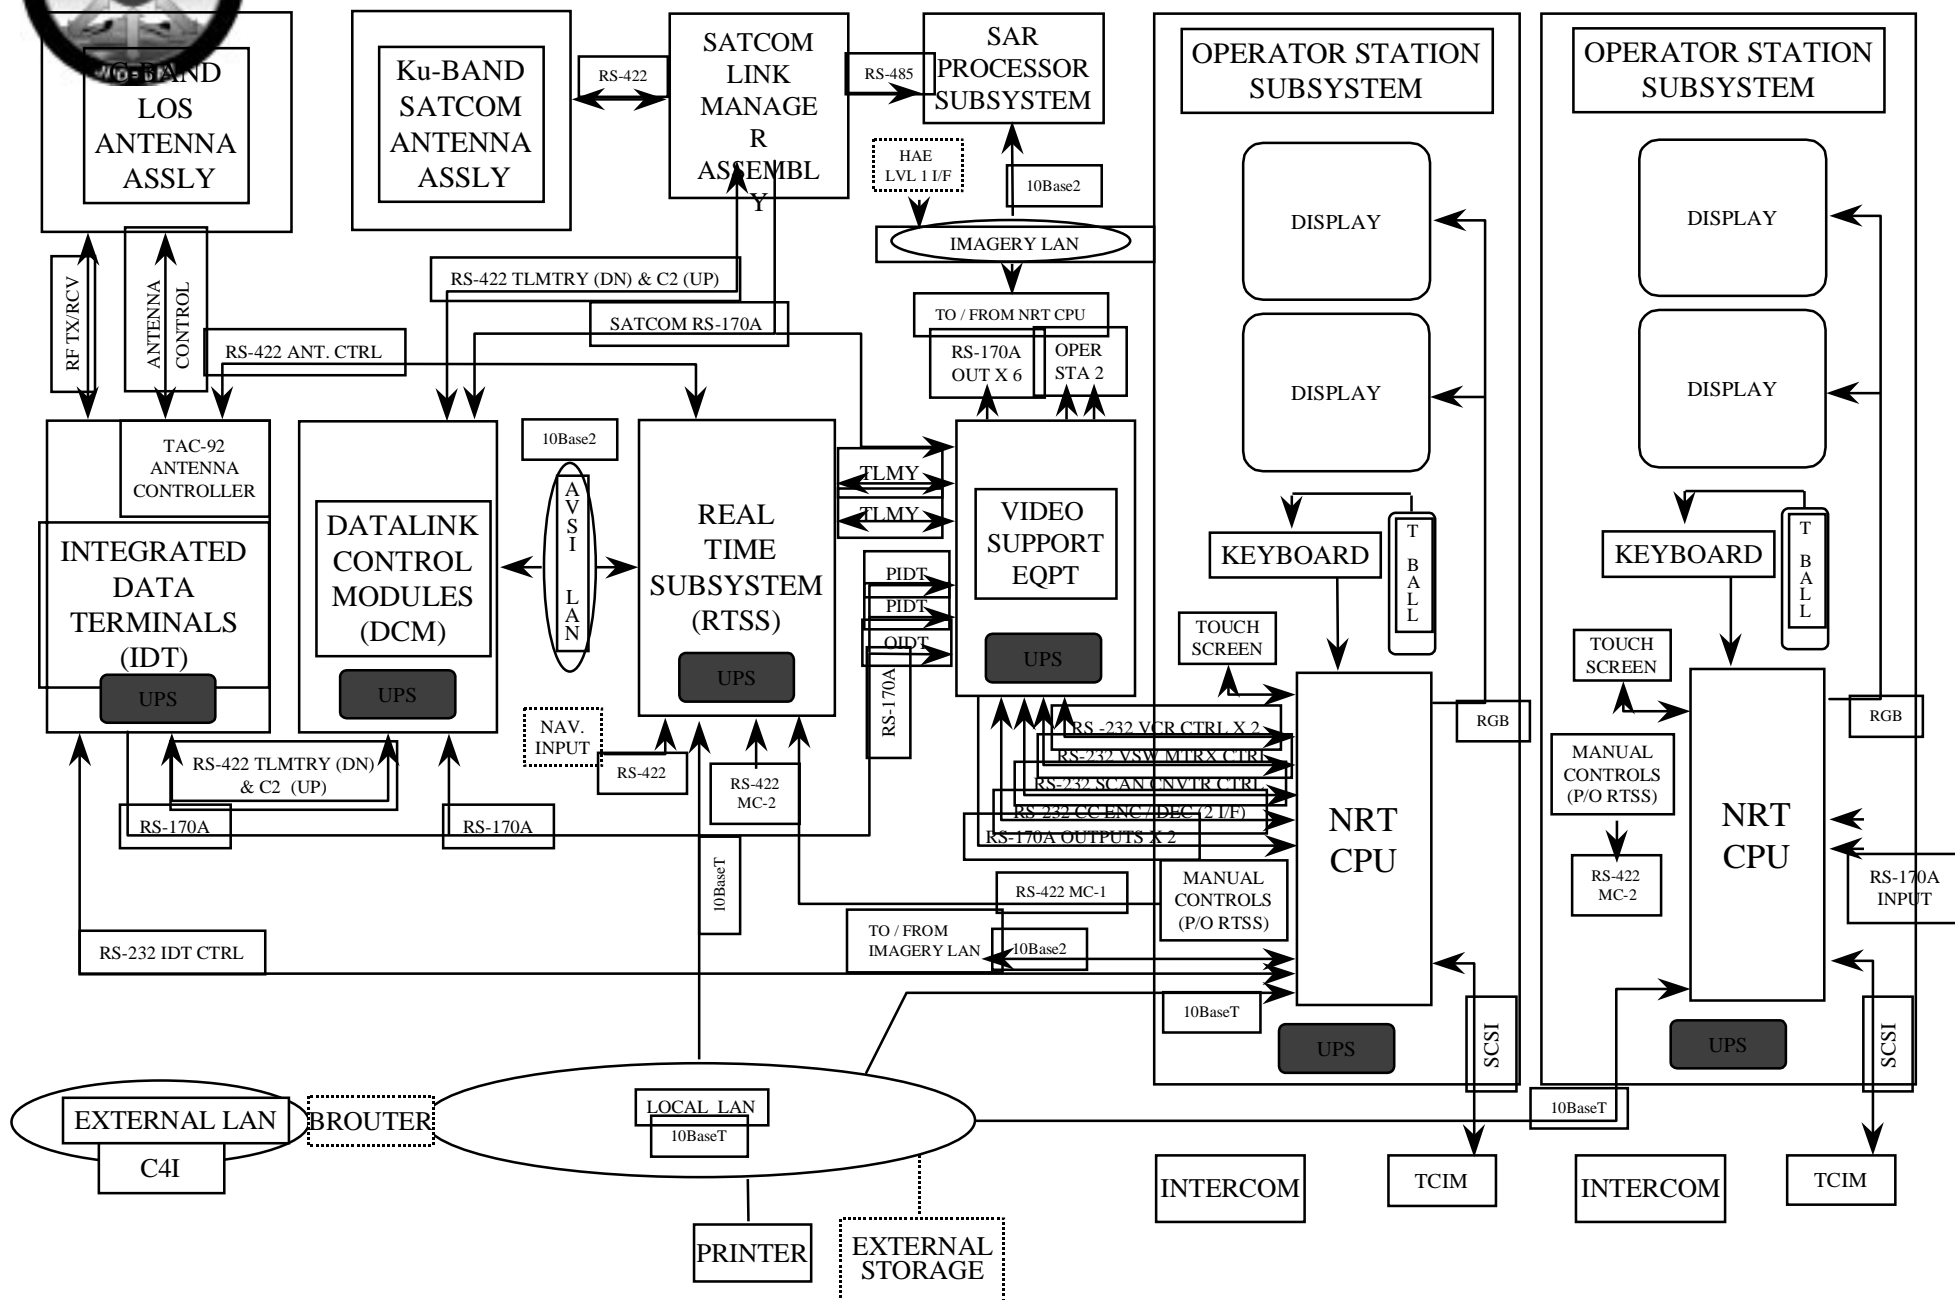 C-BAND
LOS
ANTENNA
ASSLY
Ku-BAND
SATCOM
ANTENNA
ASSLY
RS-422
SATCOM
LINK
MANAGE
R
ASSEMBL
Y
RS-485
SAR
PROCESSOR
SUBSYSTEM
HAE
LVL 1 I/F
10Base2
IMAGERY LAN
TO / FROM NRT CPU
RS-170A
OUT X 6
OPER
STA 2
RF TX/RCV
ANTENNA
CONTROL
RS-422 TLMTRY (DN) & C2 (UP)
SATCOM RS-170A
RS-422 ANT. CTRL
TAC-92
ANTENNA
CONTROLLER
INTEGRATED
DATA
TERMINALS
(IDT)
UPS
DATALINK
CONTROL
MODULES
(DCM)
UPS
10Base2
AVSI LAN
REAL
TIME
SUBSYSTEM
(RTSS)
UPS
TLMY
TLMY
PIDT
PIDT
OIDT
RS-170A
VIDEO
SUPPORT
EQPT
UPS
NAV.
INPUT
RS-422
RS-422
MC-2
RS-422 TLMTRY (DN)
& C2 (UP)
RS-170A
RS-170A
10BaseT
RS -232 VCR CTRL X 2
RS-232 VSW MTRX CTRL
RS-232 SCAN CNVTR CTRL
RS-232 CC ENC / DEC (2 I/F)
RS-170A OUTPUTS X 2
RS-422 MC-1
TO / FROM
IMAGERY LAN
10Base2
RS-232 IDT CTRL
10BaseT
OPERATOR STATION
SUBSYSTEM
DISPLAY
DISPLAY
KEYBOARD
T BALL
TOUCH
SCREEN
NRT
CPU
RGB
MANUAL
CONTROLS
(P/O RTSS)
UPS
SCSI
INTERCOM
TCIM
OPERATOR STATION
SUBSYSTEM
DISPLAY
DISPLAY
KEYBOARD
T BALL
TOUCH
SCREEN
MANUAL
CONTROLS
(P/O RTSS)
RS-422
MC-2
NRT
CPU
RGB
RS-170A
INPUT
UPS
SCSI
10BaseT
INTERCOM
TCIM
EXTERNAL LAN
C4I
BROUTER
LOCAL LAN
10BaseT
PRINTER
EXTERNAL
STORAGE